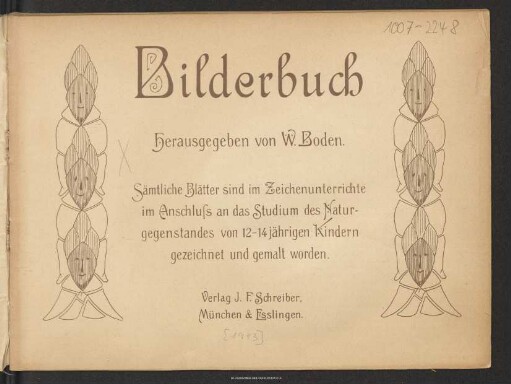 1007-2248
Bilderbuch
Herausgegeben von W. Boden.
Sämtliche Blätter sind im Zeichenunterrichte
im Anschluſs an das Studium des Natur-
gegenstandes von 12-14 jährigen Kindern
gezeichnet und gemalt worden.
Verlag J. F. Schreiber,
München & Esslingen.